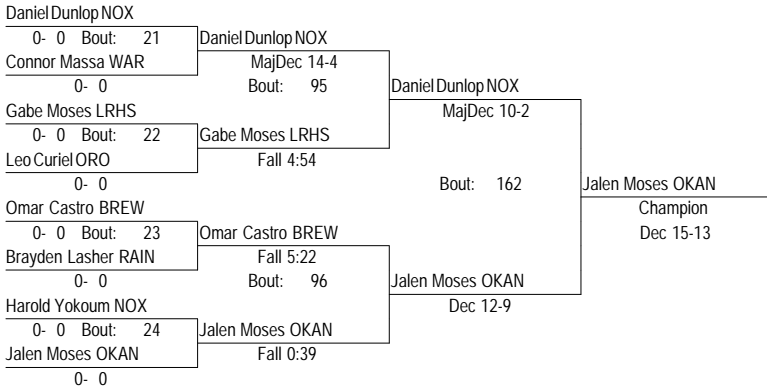 Daniel Dunlop NOX
0- 0 Bout: 21 Daniel Dunlop NOX
Connor Massa WAR MajDec 14-4
0- 0 Bout: 95 Daniel Dunlop NOX
Gabe Moses LRHS MajDec 10-2
0- 0 Bout: 22 Gabe Moses LRHS
Leo Curiel ORO Fall 4:54
0- 0 Bout: 162 Jalen Moses OKAN
Omar Castro BREW Champion
0- 0 Bout: 23 Omar Castro BREW Dec 15-13
Brayden Lasher RAIN Fall 5:22
0- 0 Bout: 96 Jalen Moses OKAN
Harold Yokoum NOX Dec 12-9
0- 0 Bout: 24 Jalen Moses OKAN
Jalen Moses OKAN Fall 0:39
0- 0